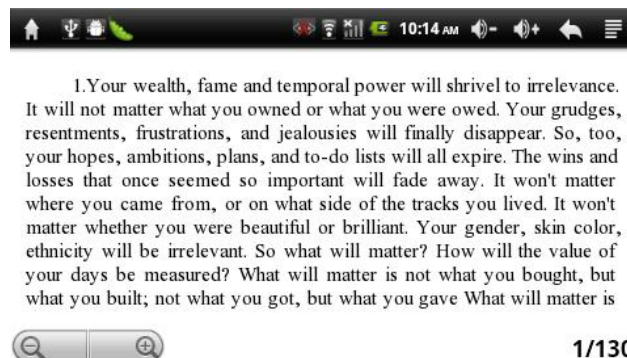 10:14 AM
1.Your wealth, fame and temporal power will shrivel to irrelevance.
It will not matter what you owned or what you were owed. Your grudges,
resentments, frustrations, and jealousies will finally disappear. So, too,
your hopes, ambitions, plans, and to-do lists will all expire. The wins and
losses that once seemed so important will fade away. It won't matter
where you came from, or on what side of the tracks you lived. It won't
matter whether you were beautiful or brilliant. Your gender, skin color,
ethnicity will be irrelevant. So what will matter? How will the value of
your days be measured? What will matter is not what you bought, but
what you built; not what you got, but what you gave What will matter is
1/130